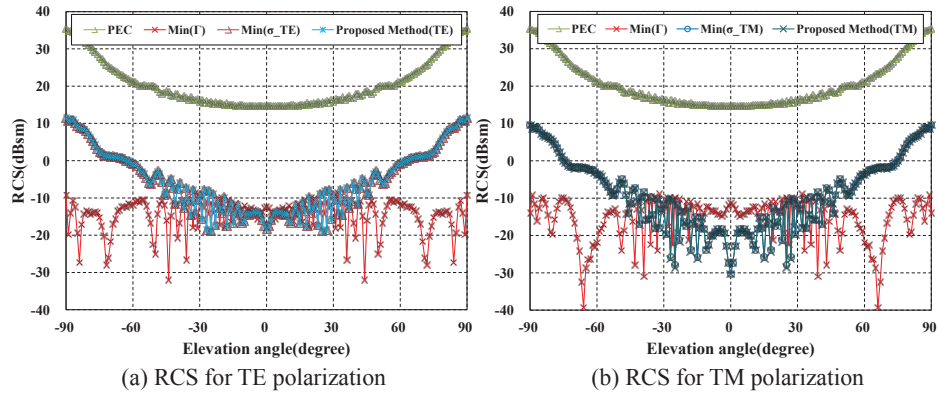 PEC Min(Γ) Min(σ_TE) Proposed Method(TE)
RCS(dBsm)
40
30
20
10
0
-10
-20
-30
-40
-90 -60 -30 0 30 60 90
Elevation angle(degree)
(a) RCS for TE polarization
PEC Min(Γ) Min(σ_TM) Proposed Method(TM)
RCS(dBsm)
40
30
20
10
0
-10
-20
-30
40
-90 -60 -30 0 30 60 90
Elevation angle(degree)
(b) RCS for TM polarization